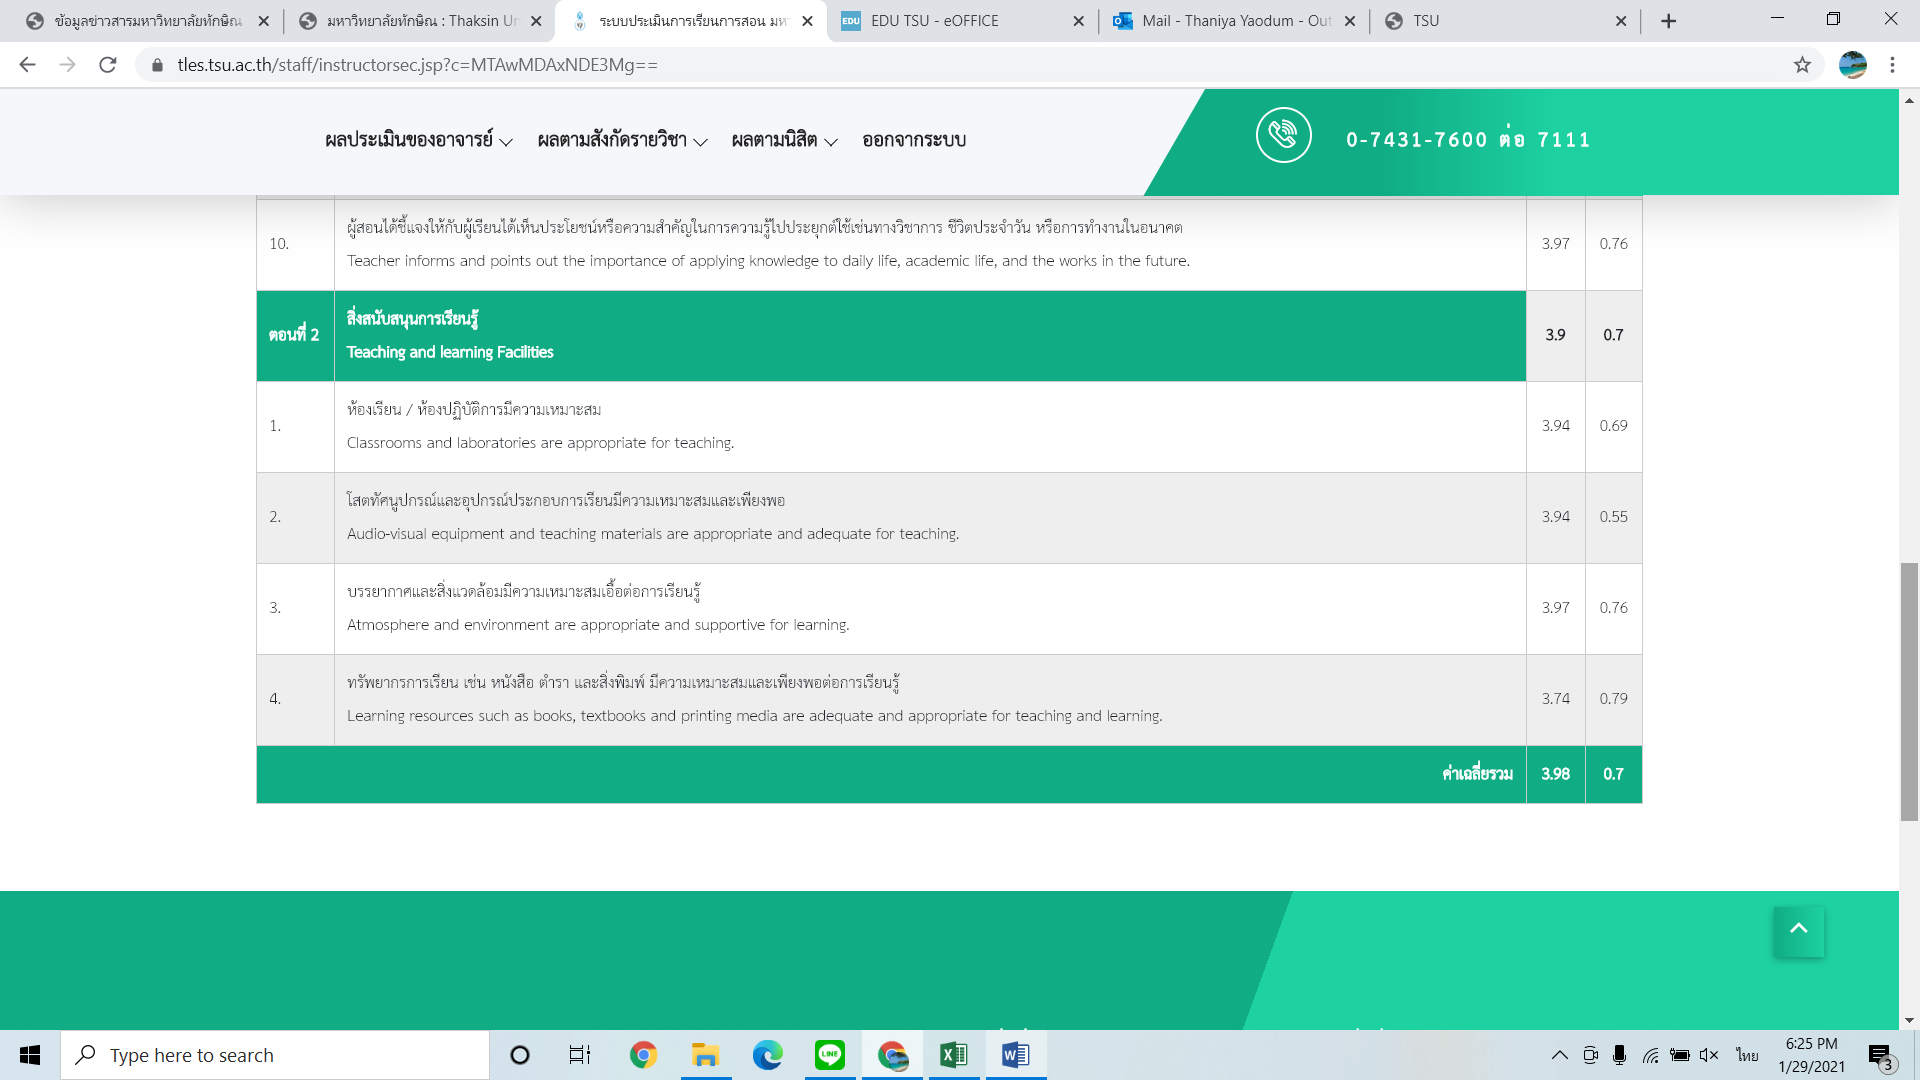 ข้อมูลข่าวสารมหาวิทยาลัยทักษิณ
มหาวิทยาลัยทักษิณ : Thaksin Un
ระบบประเมินการเรียนการสอน มห
EDU TSU - eOFFICE
Mail - Thaniya Yaodum - Out
TSU
tles.tsu.ac.th/staff/instructorsec.jsp?c=MTAwMDAxNDE3Mg==
ผลประเมินของอาจารย์ ผลตามสังกัดรายวิชา ผลตามนิสิต ออกจากระบบ
0-7431-7600 ต่อ 7111
10. ผู้สอนได้ชี้แจงให้กับผู้เรียนได้เห็นประโยชน์หรือความสำคัญในการความรู้ไปประยุกต์ใช้เช่นทางวิชาการ ชีวิตประจำวัน หรือการทำงานในอนาคต 3.97 0.76
Teacher informs and points out the importance of applying knowledge to daily life, academic life, and the works in the future.
ตอนที่ 2 สิ่งสนับสนุนการเรียนรู้ 3.9 0.7
Teaching and learning Facilities
1. ห้องเรียน / ห้องปฏิบัติการมีความเหมาะสม 3.94 0.69
Classrooms and laboratories are appropriate for teaching.
2. โสตทัศนูปกรณ์และอุปกรณ์ประกอบการเรียนมีความเหมาะสมและเพียงพอ 3.94 0.55
Audio-visual equipment and teaching materials are appropriate and adequate for teaching.
3. บรรยากาศและสิ่งแวดล้อมมีความเหมาะสมเอื้อต่อการเรียนรู้ 3.97 0.76
Atmosphere and environment are appropriate and supportive for learning.
4. ทรัพยากรการเรียน เช่น หนังสือ ตำรา และสิ่งพิมพ์ มีความเหมาะสมและเพียงพอต่อการเรียนรู้ 3.74 0.79
Learning resources such as books, textbooks and printing media are adequate and appropriate for teaching and learning.
ค่าเฉลี่ยรวม 3.98 0.7
Type here to search
ไทย
6:25 PM
1/29/2021
3